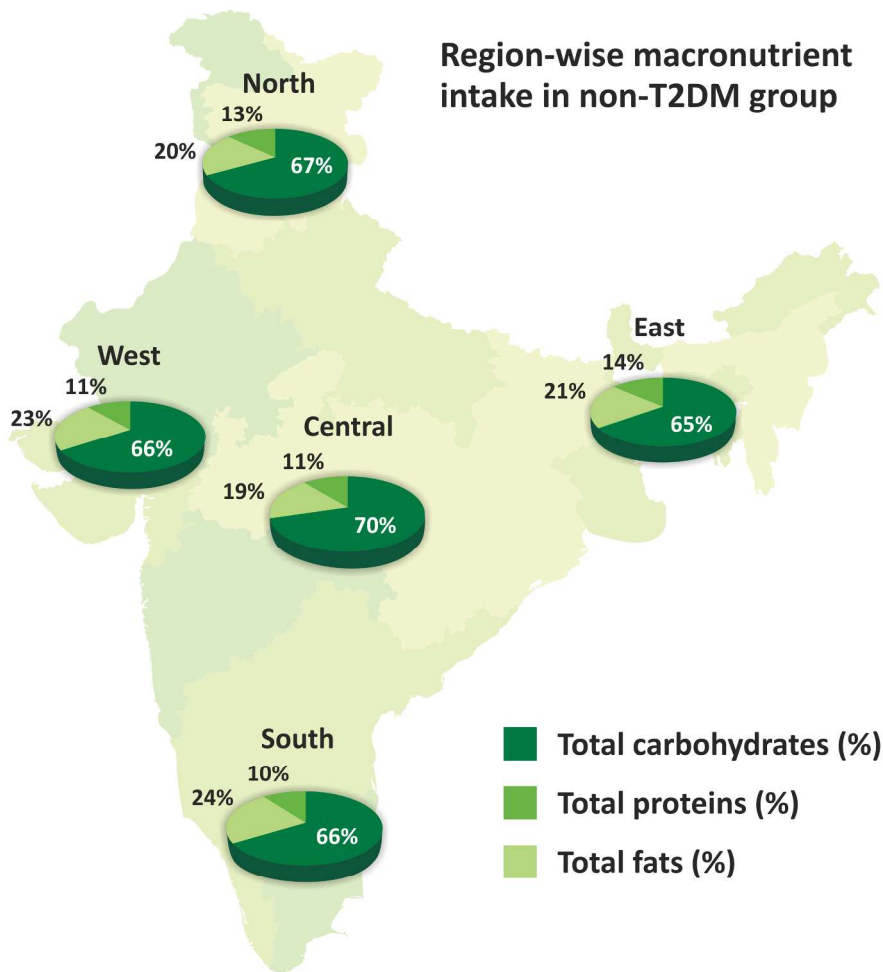 Region-wise macronutrient
intake in non-T2DM group
North
13%
20%
67%
East
14%
21%
65%
West
11%
23%
66%
Central
11%
19%
70%
South
10%
24%
66%
Total carbohydrates (%)
Total proteins (%)
Total fats (%)